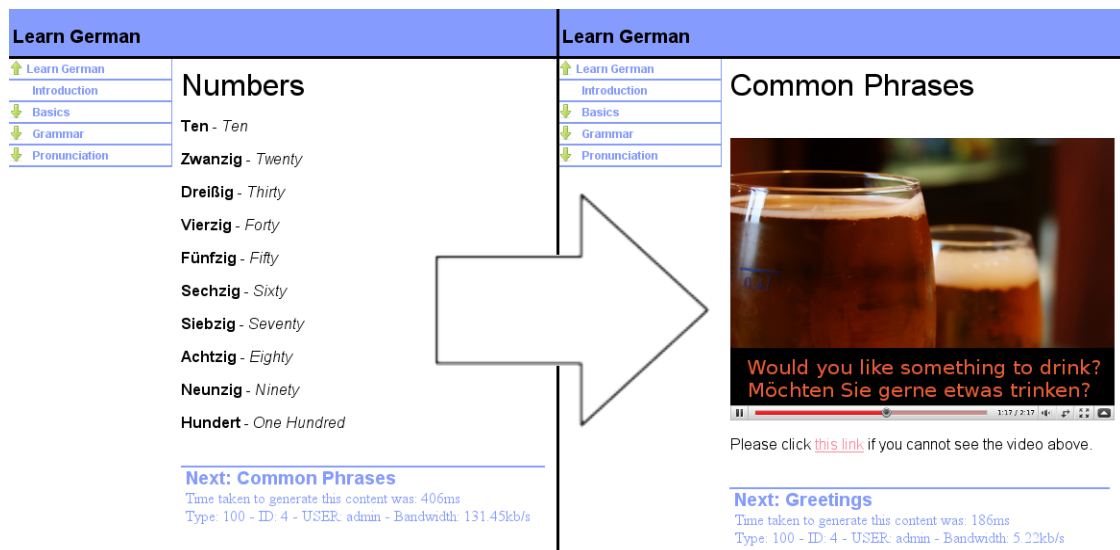 Learn German
Learn German
Introduction
Basics
Grammar
Pronunciation
Numbers
Ten - Ten
Zwanzig - Twenty
Dreißig - Thirty
Vierzig - Forty
Fünfzig - Fifty
Sechzig - Sixty
Siebzig - Seventy
Achtzig - Eighty
Neunzig - Ninety
Hundert - One Hundred
Next: Common Phrases
Time taken to generate this content was: 406ms
Type: 100 - ID: 4 - USER: admin - Bandwidth: 131.45kb/s
Learn German
Learn German
Introduction
Basics
Grammar
Pronunciation
Common Phrases
Would you like something to drink?
Möchten Sie gerne etwas trinken?
1:17 / 2:17
Please click this link if you cannot see the video above.
Next: Greetings
Time taken to generate this content was: 186ms
Type: 100 - ID: 4 - USER: admin - Bandwidth: 5.22kb/s